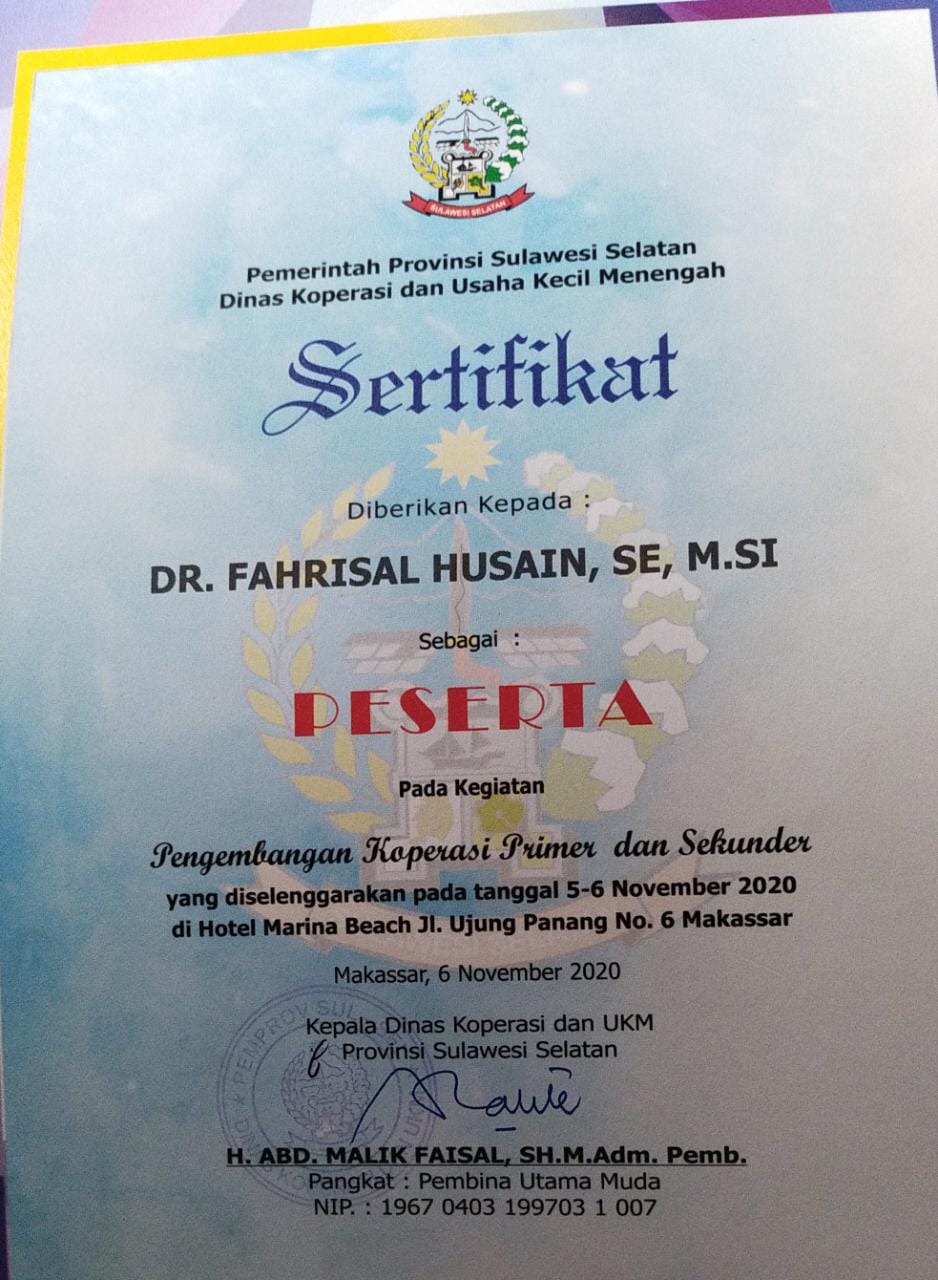 SULAWESI SELATAN
Pemerintah Provinsi Sulawesi Selatan
Dinas Koperasi dan Usaha Kecil Menengah
Sertifikat
Diberikan Kepada :
DR. FAHRISAL HUSAIN, SE, M.SI
Sebagai :
PESERTA
Pada Kegiatan
Pengembangan Koperasi Primer dan Sekunder
yang diselenggarakan pada tanggal 5-6 November 2020
di Hotel Marina Beach Jl. Ujung Panang No. 6 Makassar
Makassar, 6 November 2020
Kepala Dinas Koperasi dan UKM
Provinsi Sulawesi Selatan
PEMPROV SUL
H. ABD. MALIK FAISAL, SH.M.Adm. Pemb.
Pangkat : Pembina Utama Muda
NIP. : 1967 0403 199703 1 007